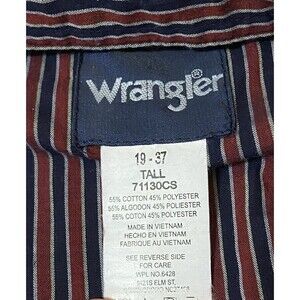 Wrangler®
19 - 37
TALL
71130CS
55% COTTON 45% POLYESTER
55% ALGODON 45% POLIESTER
55% COTON 45% POLYESTER
MADE IN VIETNAM
HECHO EN VIETNAM
FABRIQUE AU VIETNAM
SEE REVERSE SIDE
FOR CARE
WPL NO.6428
ELM ST